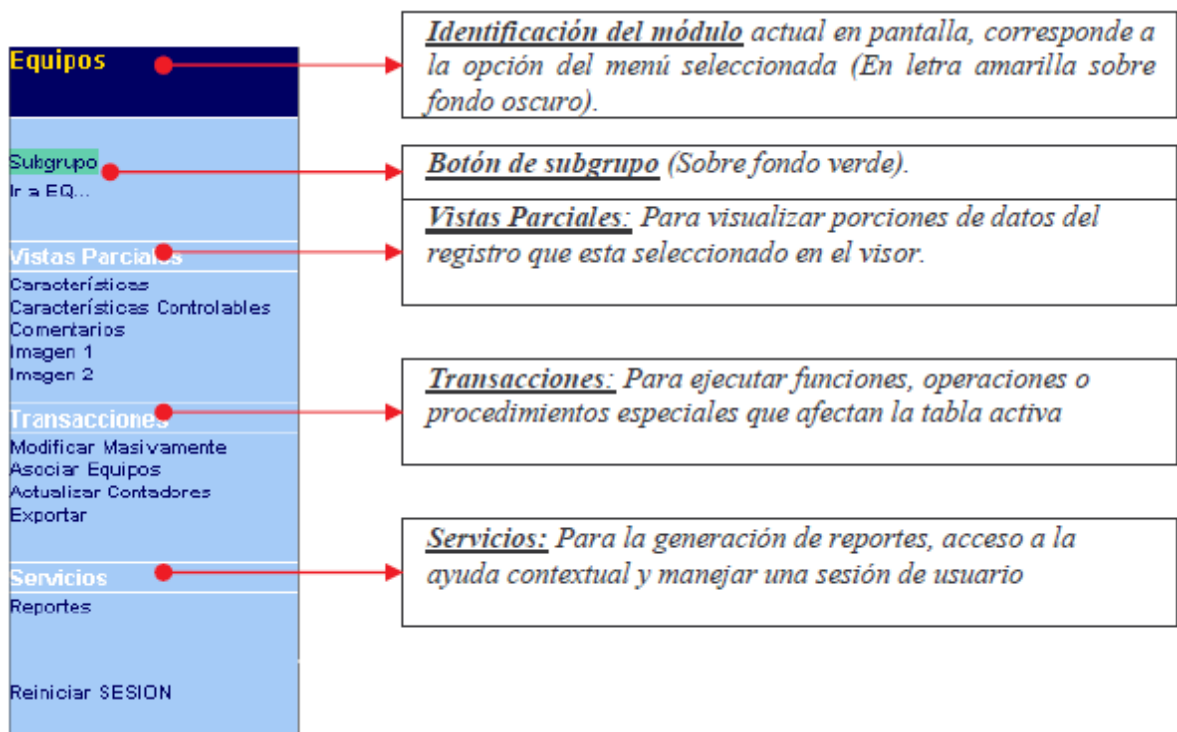 Equipos
Identificación del módulo actual en pantalla, corresponde a
la opción del menú seleccionada (En letra amarilla sobre
fondo oscuro).
Subgrupo
Ir a EQ...
Botón de subgrupo (Sobre fondo verde).
Vistas Parciales: Para visualizar porciones de datos del
registro que esta seleccionado en el visor.
Vistas Parciales
Características
Características Controlables
Comentarios
Imagen 1
Imagen 2
Transacciones: Para ejecutar funciones, operaciones o
procedimientos especiales que afectan la tabla activa
Transacciones
Modificar Masivamente
Asociar Equipos
Actualizar Contadores
Exportar
Servicios: Para la generación de reportes, acceso a la
ayuda contextual y manejar una sesión de usuario
Servicios
Reportes
Reiniciar SESION